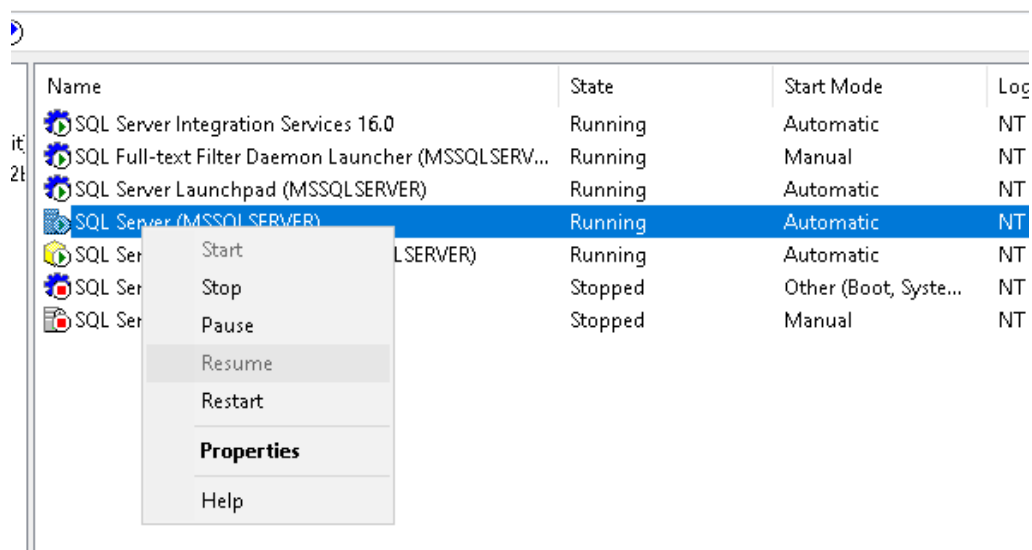 Name State Start Mode Log
SQL Server Integration Services 16.0 Running Automatic NT
SQL Full-text Filter Daemon Launcher (MSSQLSERV... Running Manual NT
SQL Server Launchpad (MSSQLSERVER) Running Automatic NT
SQL Server (MSSQLSERVER) Running Automatic NT
SQL Ser LSERVER) Running Automatic NT
SQL Ser Stopped Other (Boot, Syste... NT
SQL Ser Stopped Manual NT
Start
Stop
Pause
Resume
Restart
Properties
Help